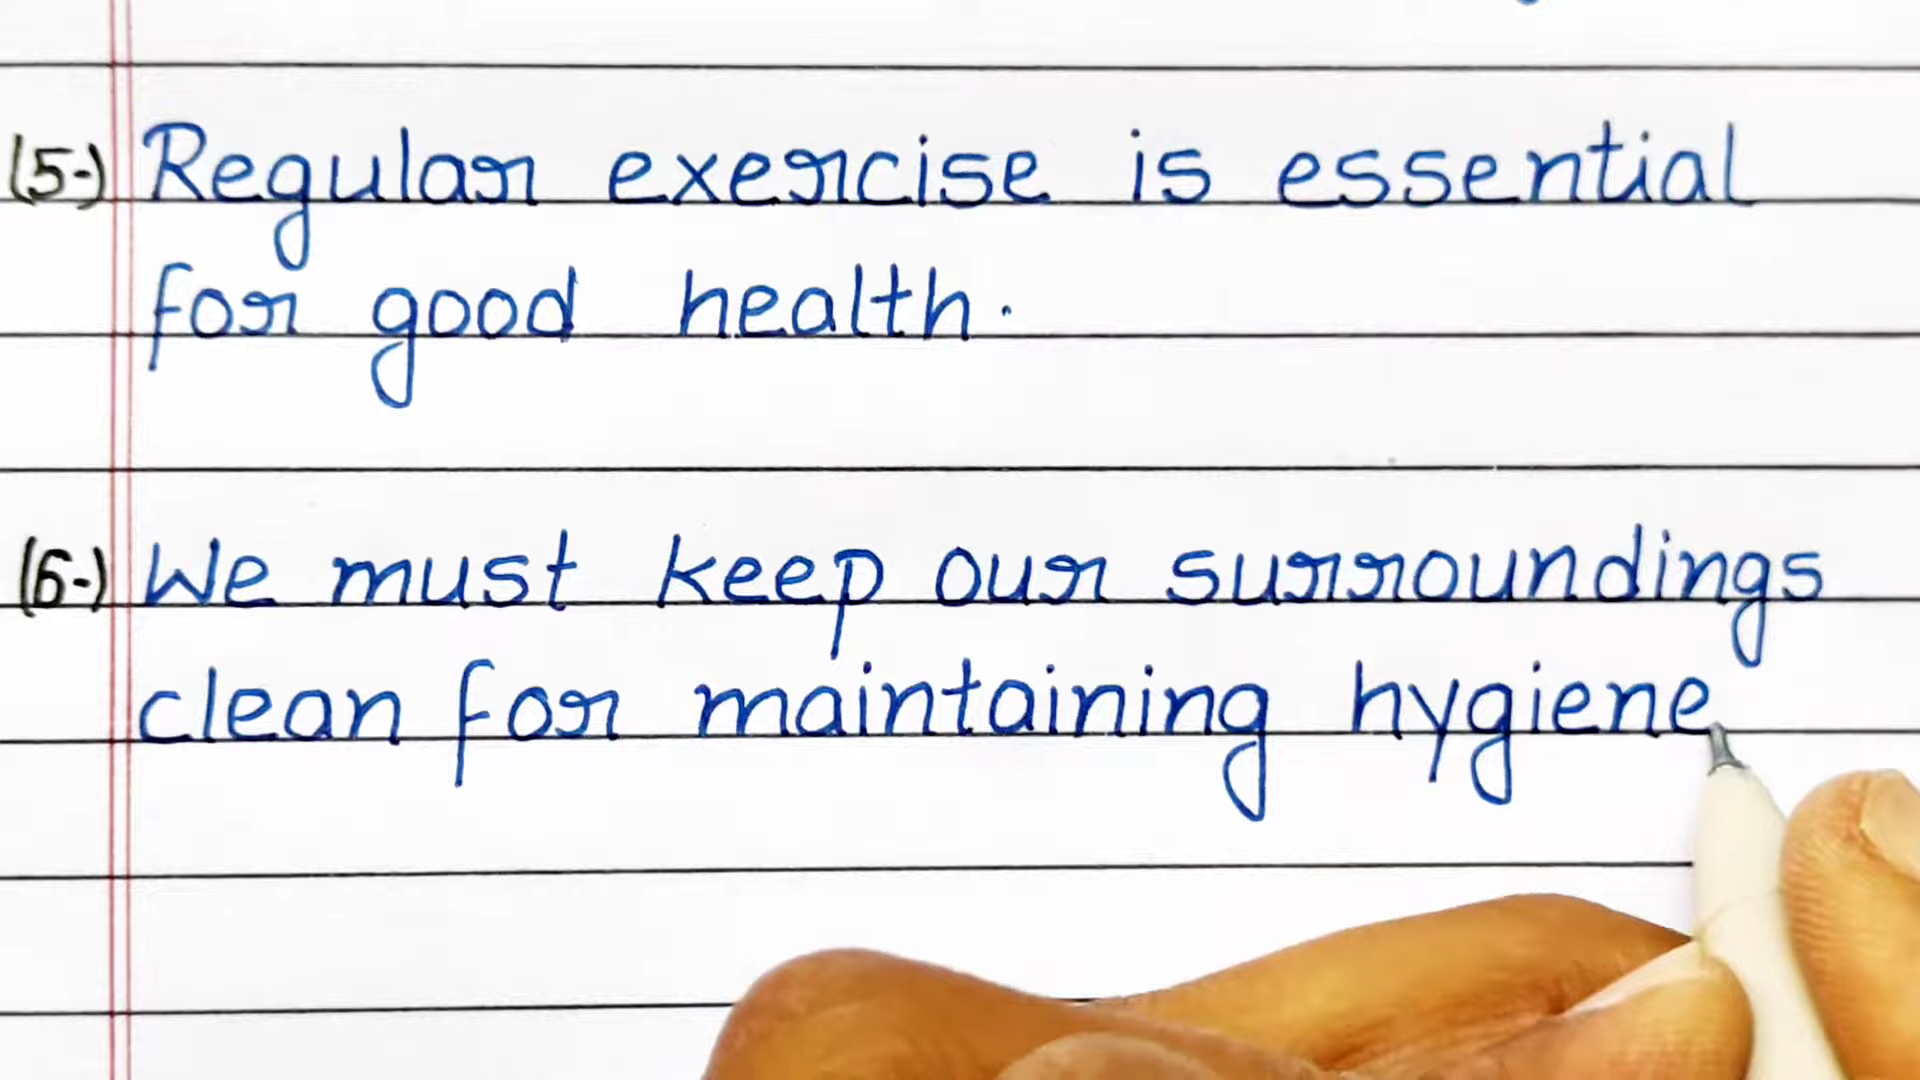 (5-) Regular exercise is essential
for good health.
(6-) We must keep our surroundings
clean for maintaining hygiene